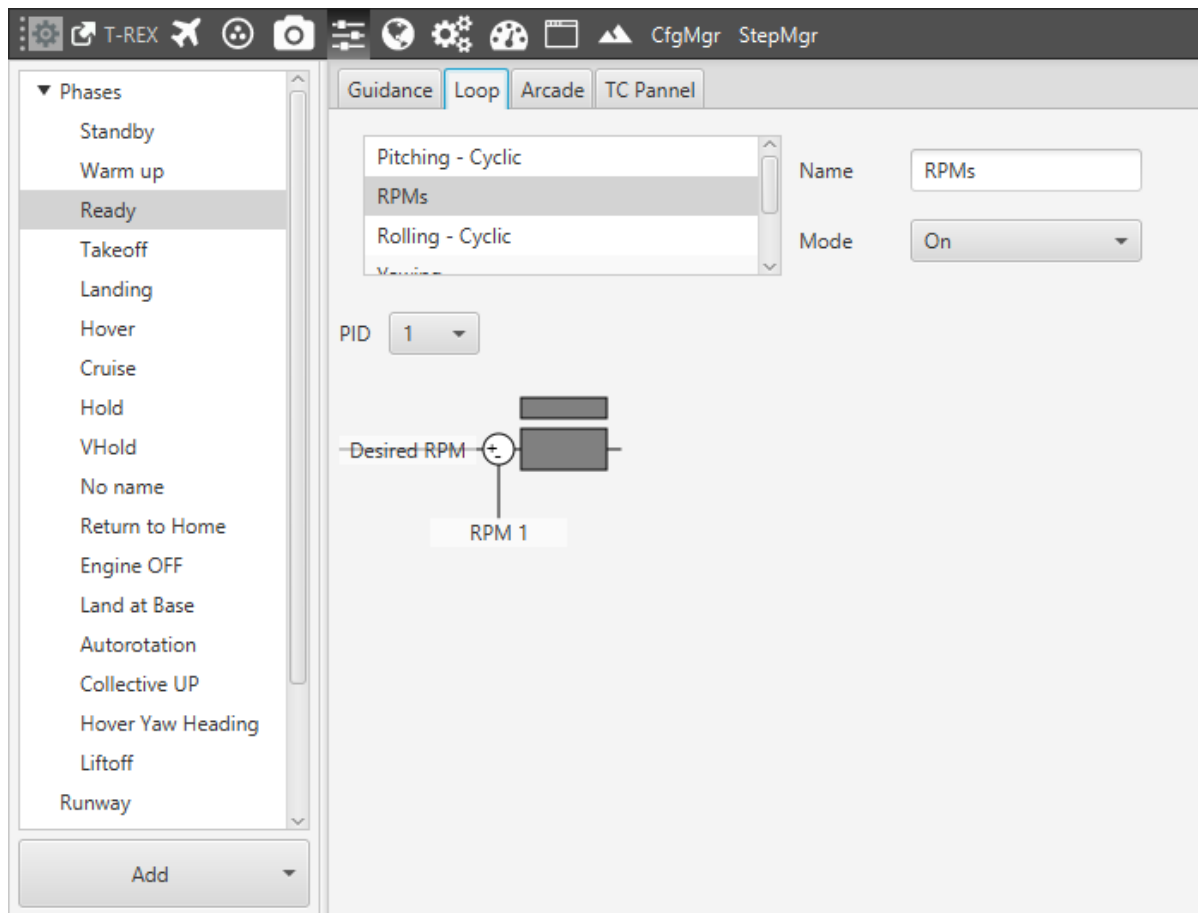 T-REX CfgMgr StepMgr
Phases
Standby
Warm up
Ready
Takeoff
Landing
Hover
Cruise
Hold
VHold
No name
Return to Home
Engine OFF
Land at Base
Autorotation
Collective UP
Hover Yaw Heading
Liftoff
Runway
Add
Guidance Loop Arcade TC Pannel
Pitching - Cyclic
RPMs
Rolling - Cyclic
Name RPMs
Mode On
PID 1
Desired RPM + -
RPM 1